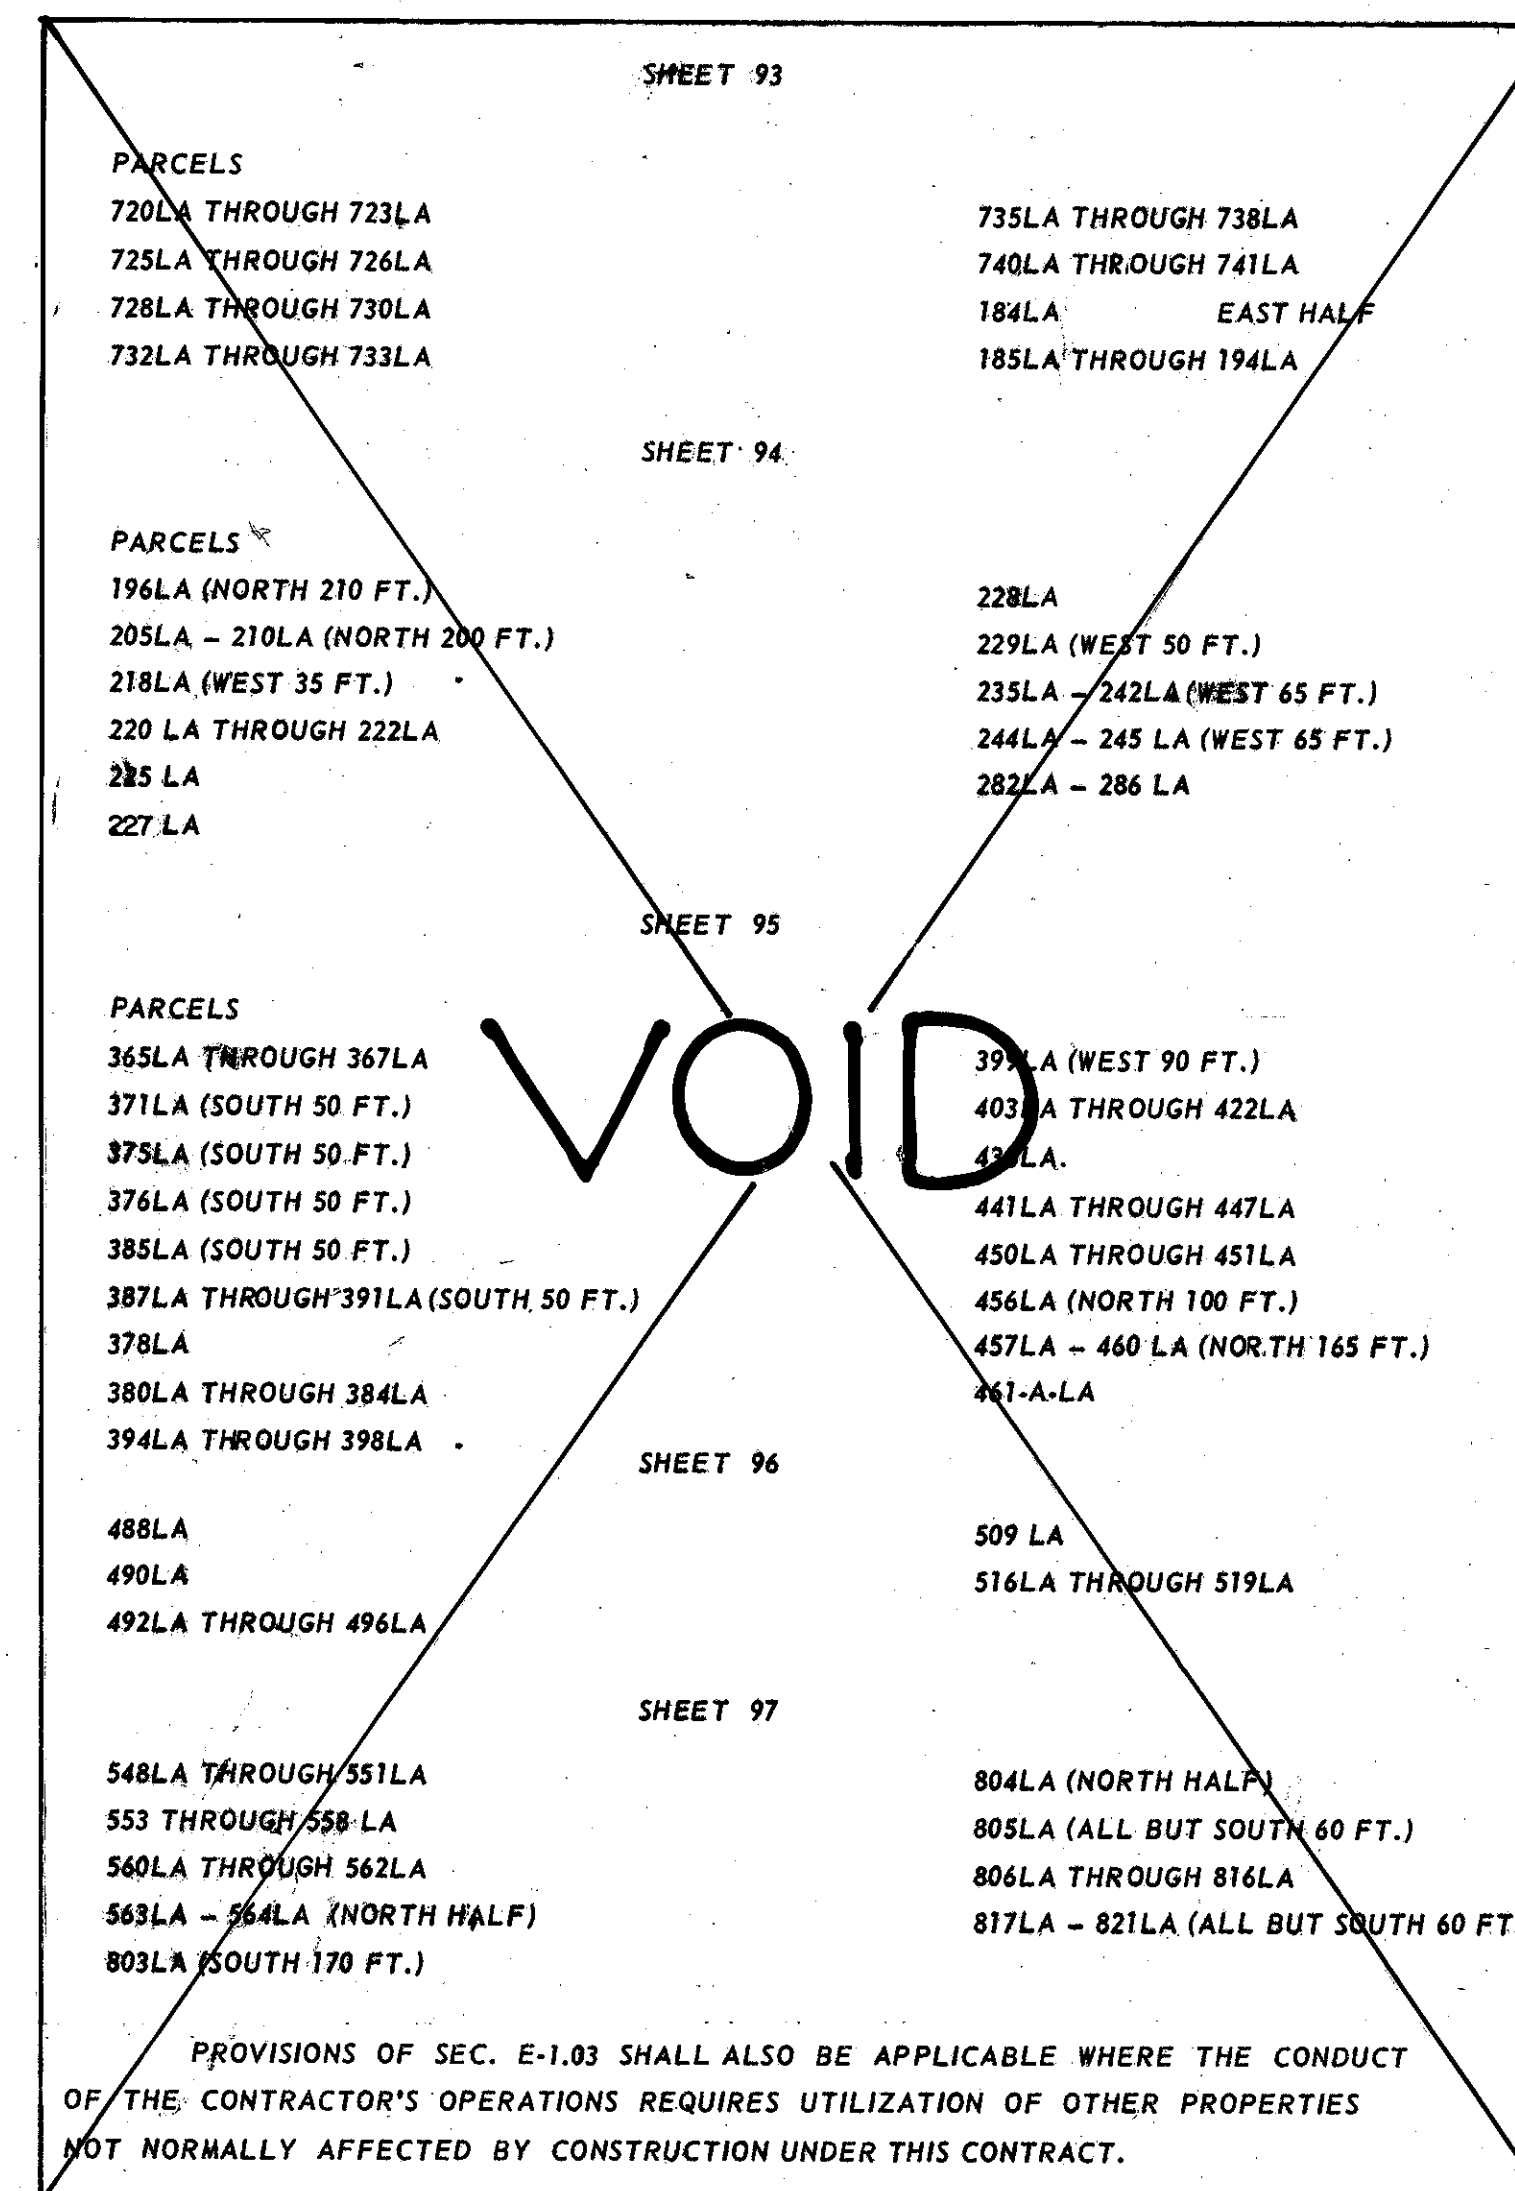 SHEET 93
PARCELS
720LA THROUGH 723LA
725LA THROUGH 726LA
728LA THROUGH 730LA
732LA THROUGH 733LA
735LA THROUGH 738LA
740LA THROUGH 741LA
184LA EAST HALF
185LA THROUGH 194LA
SHEET 94
PARCELS
196LA (NORTH 210 FT.)
205LA – 210LA (NORTH 200 FT.)
218LA (WEST 35 FT.)
220 LA THROUGH 222LA
225 LA
227 LA
228LA
229LA (WEST 50 FT.)
235LA – 242LA (WEST 65 FT.)
244LA – 245 LA (WEST 65 FT.)
282LA – 286 LA
SHEET 95
PARCELS
365LA THROUGH 367LA
371LA (SOUTH 50 FT.)
375LA (SOUTH 50 FT.)
376LA (SOUTH 50 FT.)
385LA (SOUTH 50 FT.)
387LA THROUGH 391LA (SOUTH 50 FT.)
378LA
380LA THROUGH 384LA
394LA THROUGH 398LA
VOID
399LA (WEST 90 FT.)
403LA THROUGH 422LA
441LA THROUGH 447LA
450LA THROUGH 451LA
456LA (NORTH 100 FT.)
457LA – 460 LA (NORTH 165 FT.)
461-A-LA
SHEET 96
488LA
490LA
492LA THROUGH 496LA
509 LA
516LA THROUGH 519LA
SHEET 97
548LA THROUGH 551LA
553 THROUGH 558 LA
560LA THROUGH 562LA
563LA – 564LA (NORTH HALF)
803LA (SOUTH 170 FT.)
804LA (NORTH HALF)
805LA (ALL BUT SOUTH 60 FT.)
806LA THROUGH 816LA
817LA – 821LA (ALL BUT SOUTH 60 FT
PROVISIONS OF SEC. E-1.03 SHALL ALSO BE APPLICABLE WHERE THE CONDUCT
OF THE CONTRACTOR'S OPERATIONS REQUIRES UTILIZATION OF OTHER PROPERTIES
NOT NORMALLY AFFECTED BY CONSTRUCTION UNDER THIS CONTRACT.